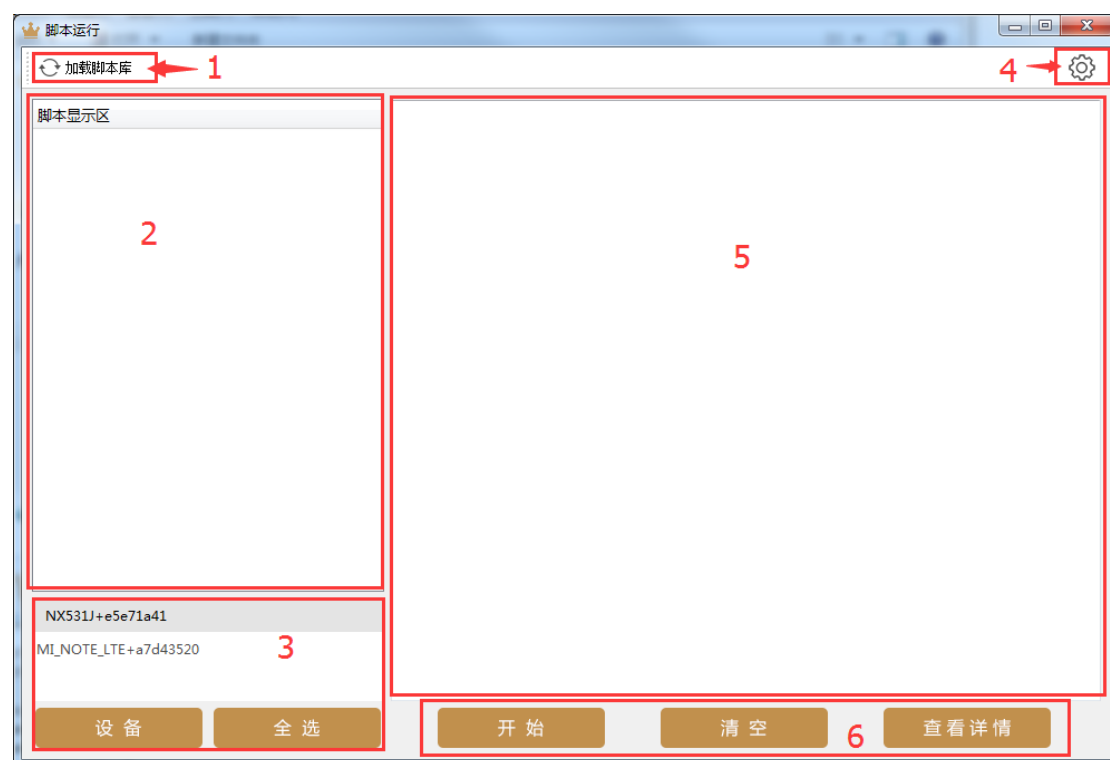 脚本运行
加载脚本库
1
4
脚本显示区
2
5
NX531J+e5e71a41
MI_NOTE_LTE+a7d43520
3
设备
全选
开始
清空
6
查看详情